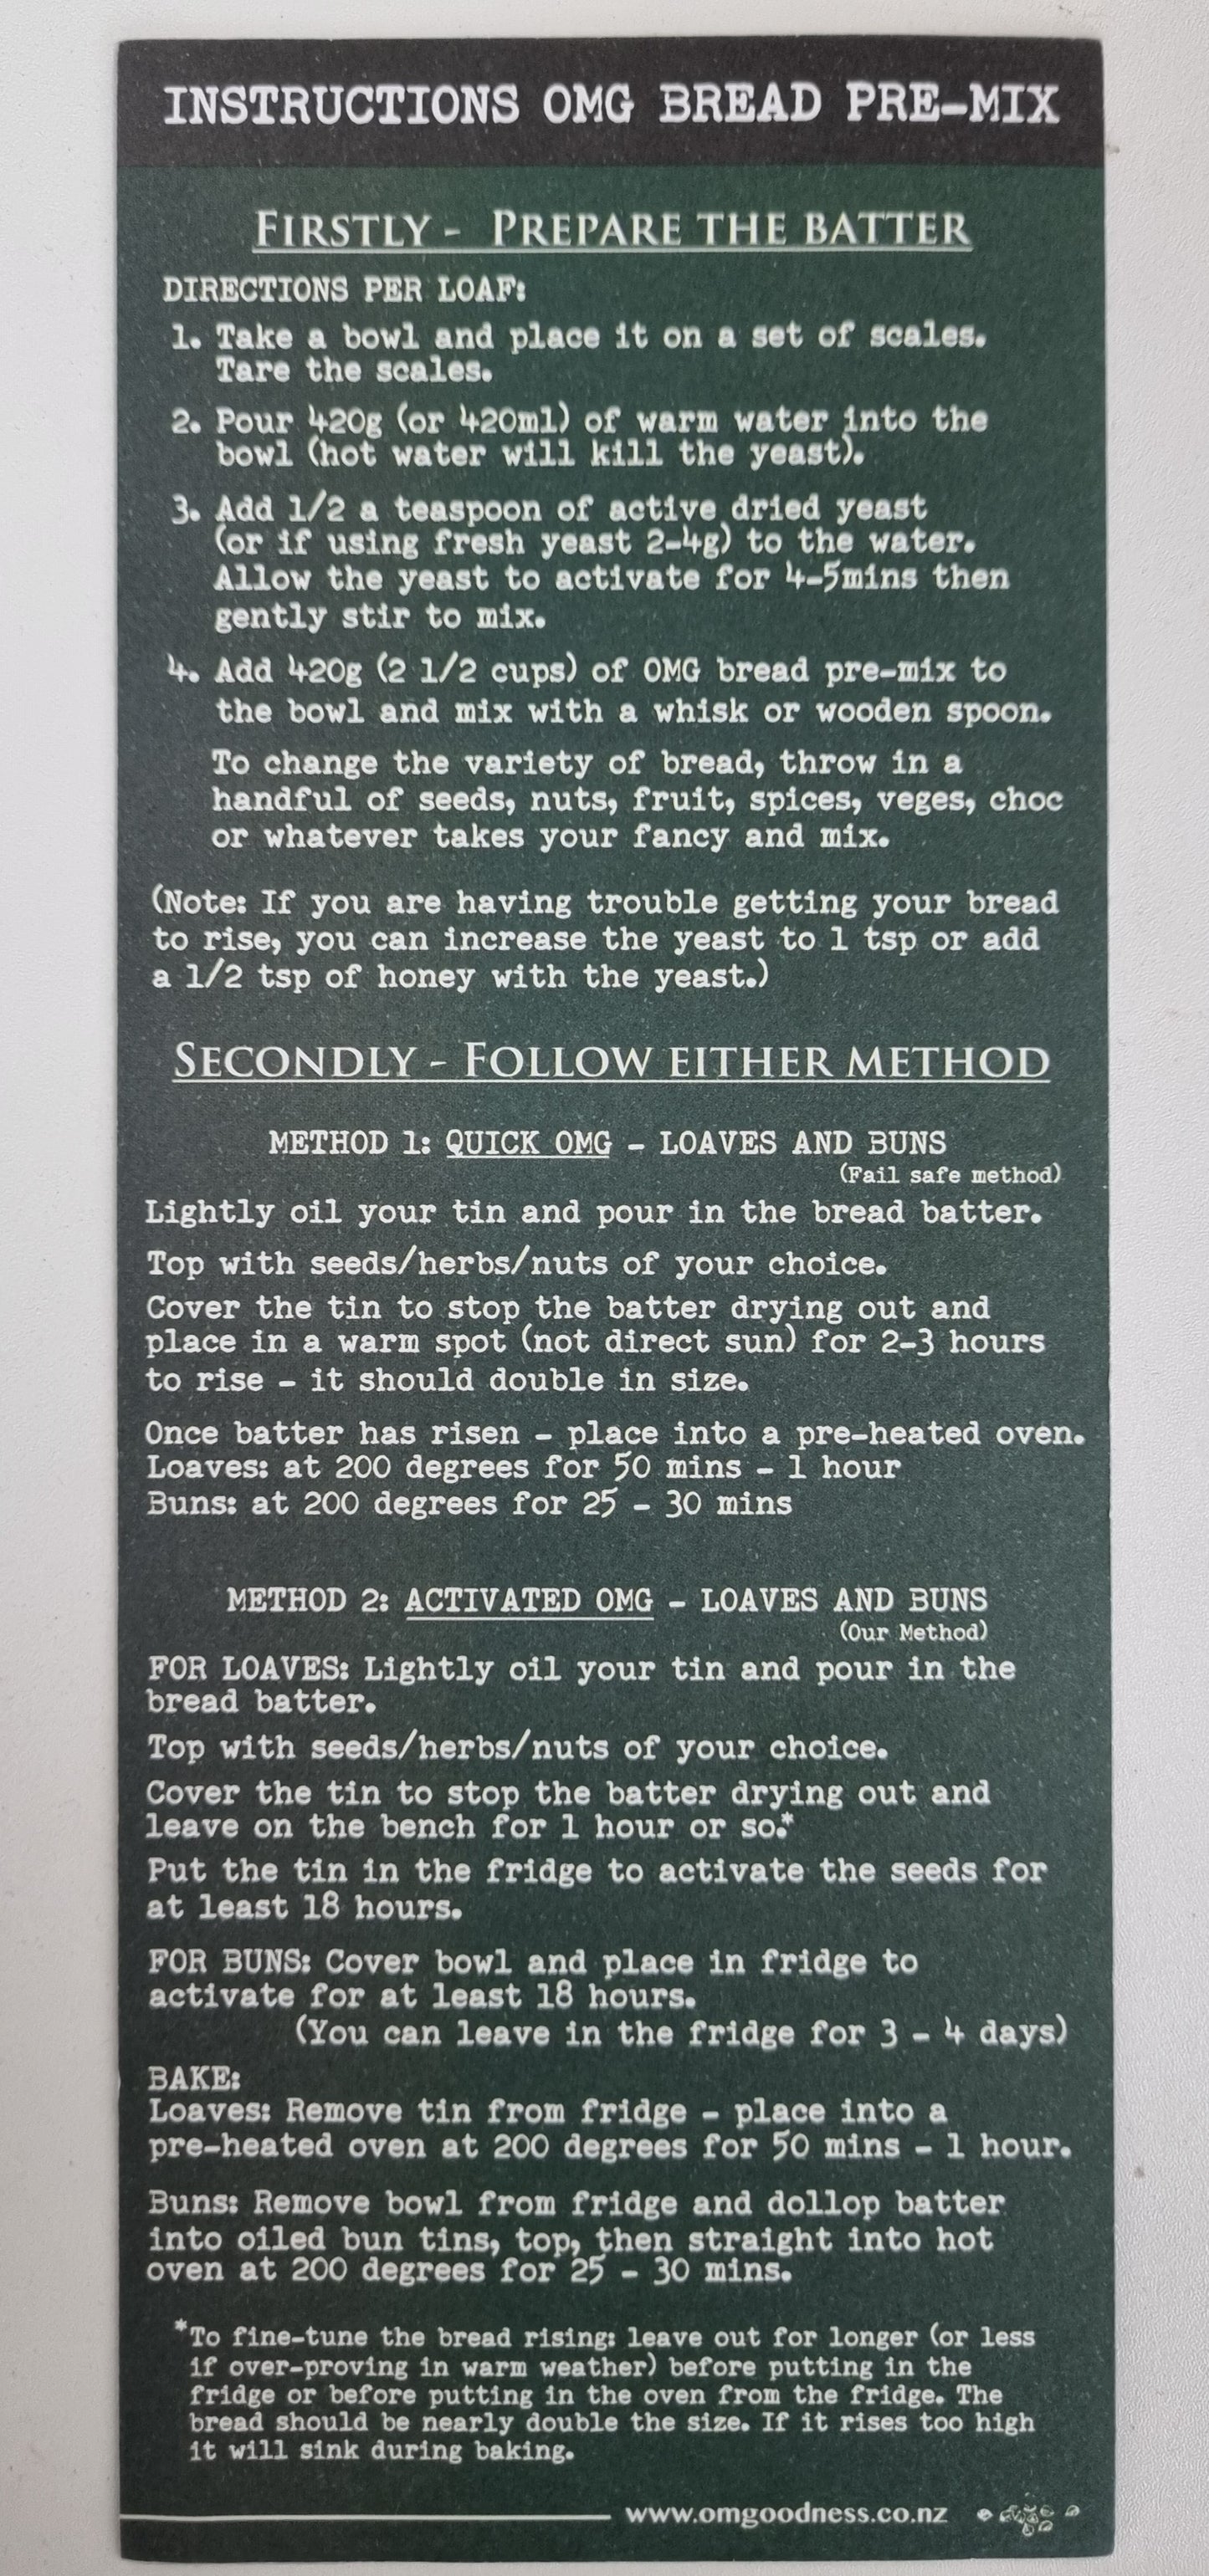 INSTRUCTIONS OMG BREAD PRE-MIX
FIRSTLY - PREPARE THE BATTER
DIRECTIONS PER LOAF:
1. Take a bowl and place it on a set of scales.
Tare the scales.
2. Pour 420g (or 420ml) of warm water into the
bowl (hot water will kill the yeast).
3. Add 1/2 a teaspoon of active dried yeast
(or if using fresh yeast 2-4g) to the water.
Allow the yeast to activate for 4-5mins then
gently stir to mix.
4. Add 420g (2 1/2 cups) of OMG bread pre-mix to
the bowl and mix with a whisk or wooden spoon.
To change the variety of bread, throw in a
handful of seeds, nuts, fruit, spices, veges, choc
or whatever takes your fancy and mix.
(Note: If you are having trouble getting your bread
to rise, you can increase the yeast to 1 tsp or add
a 1/2 tsp of honey with the yeast.)
SECONDLY - FOLLOW EITHER METHOD
METHOD 1: QUICK OMG - LOAVES AND BUNS
(Fail safe method)
Lightly oil your tin and pour in the bread batter.
Top with seeds/herbs/nuts of your choice.
Cover the tin to stop the batter drying out and
place in a warm spot (not direct sun) for 2-3 hours
to rise - it should double in size.
Once batter has risen - place into a pre-heated oven.
Loaves: at 200 degrees for 50 mins - 1 hour
Buns: at 200 degrees for 25 - 30 mins
METHOD 2: ACTIVATED OMG - LOAVES AND BUNS
(Our Method)
FOR LOAVES: Lightly oil your tin and pour in the
bread batter.
Top with seeds/herbs/nuts of your choice.
Cover the tin to stop the batter drying out and
leave on the bench for 1 hour or so.*
Put the tin in the fridge to activate the seeds for
at least 18 hours.
FOR BUNS: Cover bowl and place in fridge to
activate for at least 18 hours.
(You can leave in the fridge for 3 - 4 days)
BAKE:
Loaves: Remove tin from fridge - place into a
pre-heated oven at 200 degrees for 50 mins - 1 hour.
Buns: Remove bowl from fridge and dollop batter
into oiled bun tins, top, then straight into hot
oven at 200 degrees for 25 - 30 mins.
*To fine-tune the bread rising: leave out for longer (or less
if over-proving in warm weather) before putting in the
fridge or before putting in the oven from the fridge. The
bread should be nearly double the size. If it rises too high
it will sink during baking.
www.omgoodness.co.nz